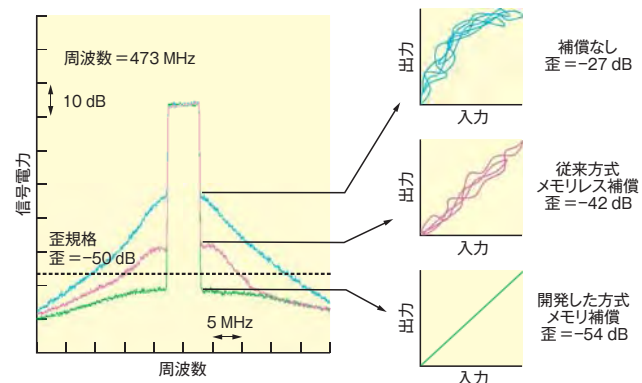 周波数＝473 MHz
10 dB
信号電力
歪規格
歪＝−50 dB
5 MHz
周波数
出力
入力
補償なし
歪＝−27 dB
出力
入力
従来方式
メモリレス補償
歪＝−42 dB
出力
入力
開発した方式
メモリ補償
歪＝−54 dB